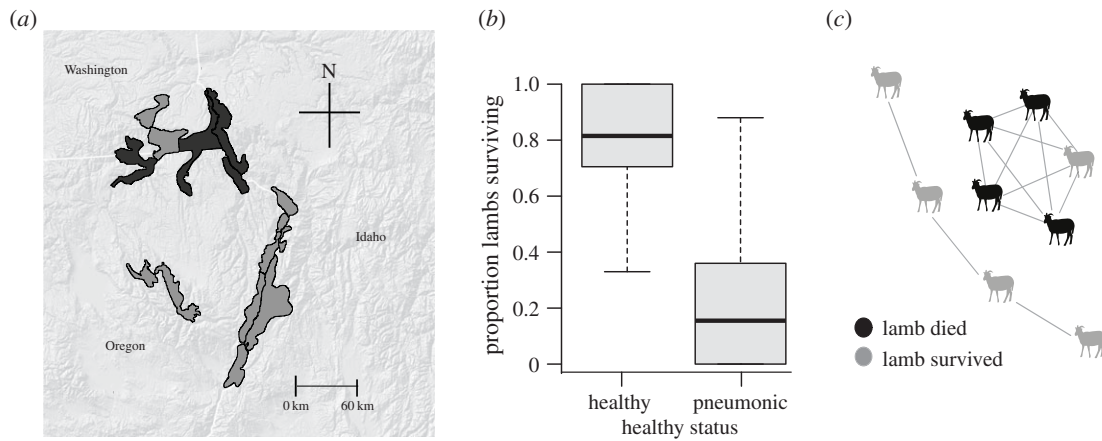 (a)
Washington
N
Idaho
Oregon
0 km
60 km
(b)
proportion lambs surviving
1.0
0.8
0.6
0.4
0.2
0
healthy
pneumonic
healthy status
(c)
lamb died
lamb survived